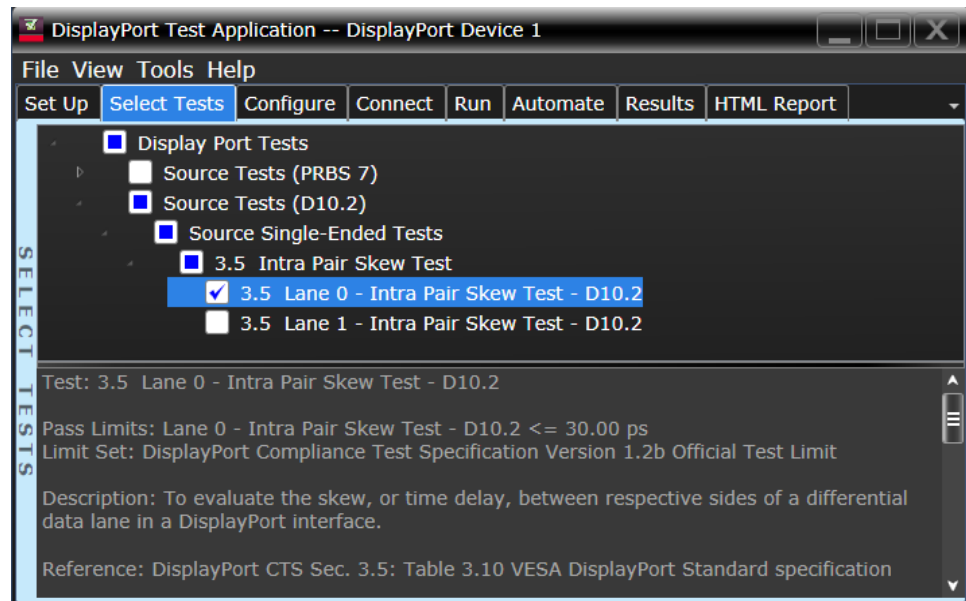 DisplayPort Test Application -- DisplayPort Device 1
File View Tools Help
Set Up Select Tests Configure Connect Run Automate Results HTML Report
Display Port Tests
Source Tests (PRBS 7)
Source Tests (D10.2)
Source Single-Ended Tests
3.5 Intra Pair Skew Test
3.5 Lane 0 - Intra Pair Skew Test - D10.2
3.5 Lane 1 - Intra Pair Skew Test - D10.2
SELECT TESTS
Test: 3.5 Lane 0 - Intra Pair Skew Test - D10.2
Pass Limits: Lane 0 - Intra Pair Skew Test - D10.2 <= 30.00 ps
Limit Set: DisplayPort Compliance Test Specification Version 1.2b Official Test Limit
Description: To evaluate the skew, or time delay, between respective sides of a differential
data lane in a DisplayPort interface.
Reference: DisplayPort CTS Sec. 3.5: Table 3.10 VESA DisplayPort Standard specification